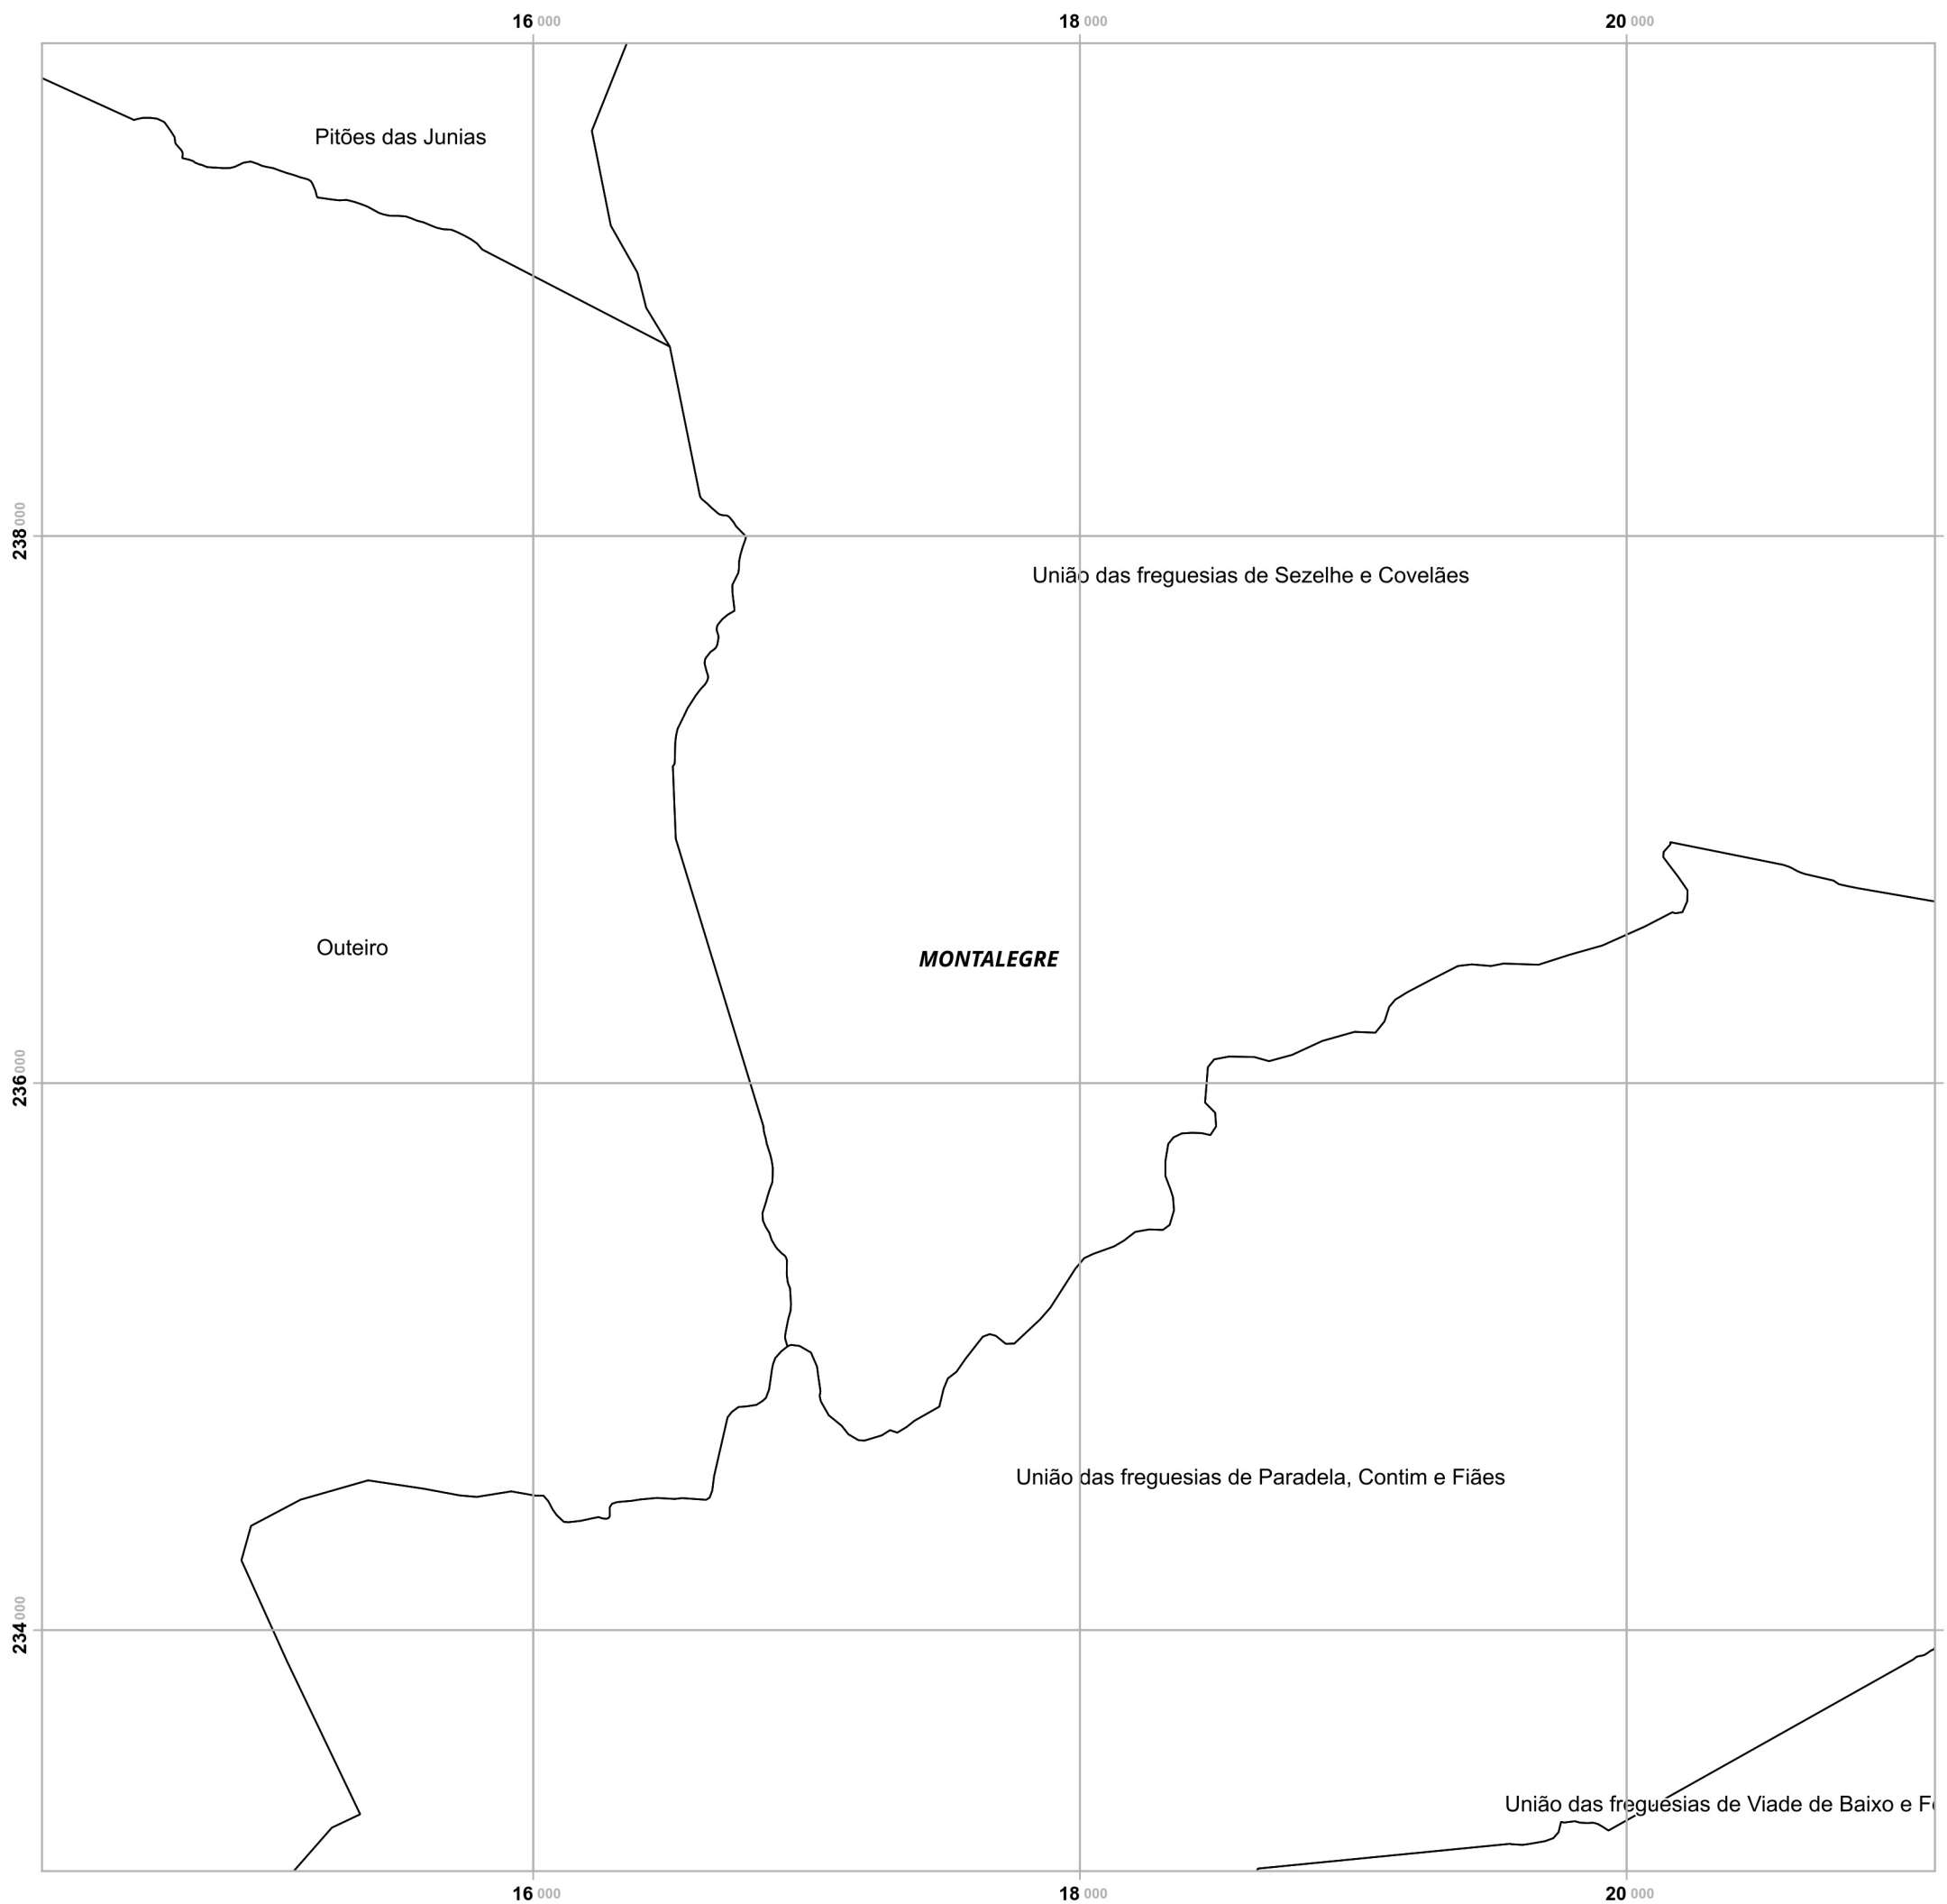 16 000
18 000
20 000
Pitões das Junias
238 000
União das freguesias de Sezelhe e Covelães
Outeiro
MONTALEGRE
236 000
União das freguesias de Paradela, Contim e Fiães
234 000
União das freguesias de Viade de Baixo e F
16 000
18 000
20 000